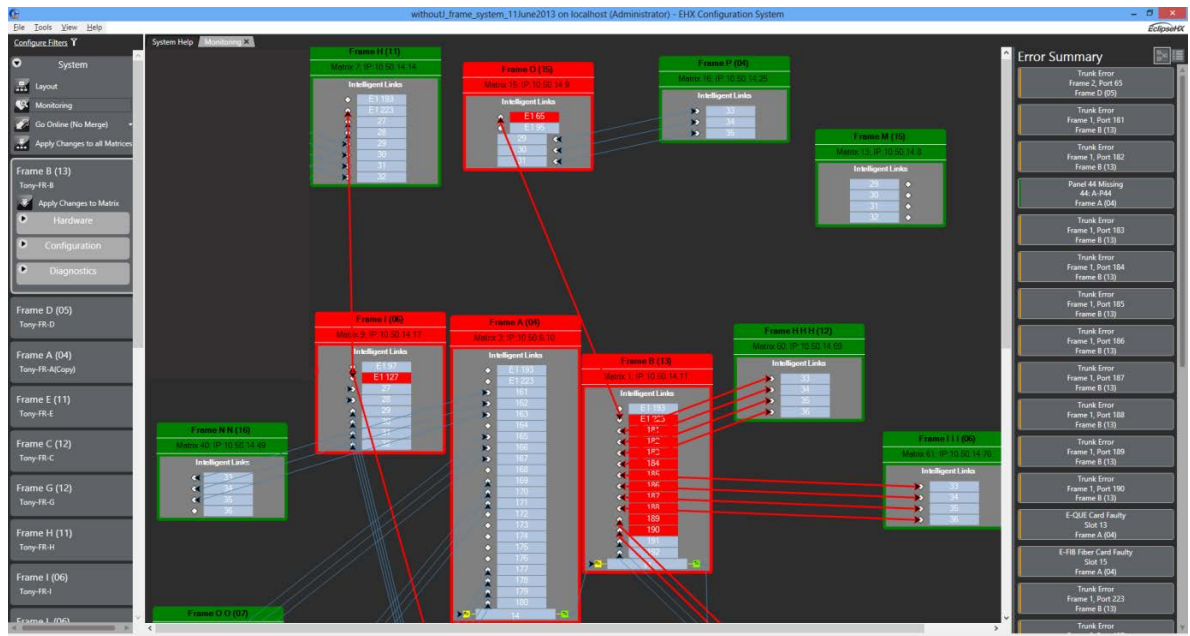 withoutJ_frame_system_11June2013 on localhost (Administrator) - EHX Configuration System
File Tools View Help
EclipseHX
Configure Filters
System
Layout
Monitoring
Go Online (No Merge)
Apply Changes to all Matrices
Frame B (13)
Tony-FR-B
Apply Changes to Matrix
Hardware
Configuration
Diagnostics
Frame D (05)
Tony-FR-D
Frame A (04)
Tony-FR-A(Copy)
Frame E (11)
Tony-FR-E
Frame C (12)
Tony-FR-C
Frame G (12)
Tony-FR-G
Frame H (11)
Tony-FR-H
Frame I (06)
Tony-FR-I
Frame L (06)
System Help Monitoring
Frame H (11)
Matrix 7; IP:10.50.14.14
Intelligent Links
E1 193
E1 223
27
28
29
30
31
32
Frame O (15)
Matrix 15; IP:10.50.14.9
Intelligent Links
E1 65
E1 95
29
30
31
Frame P (04)
Matrix 16; IP:10.50.14.25
Intelligent Links
33
34
35
Frame M (15)
Matrix 13; IP:10.50.14.8
Intelligent Links
29
30
31
32
Frame I (06)
Matrix 9; IP:10.50.14.17
Intelligent Links
E1 97
E1 127
27
28
29
30
31
Frame A (04)
Matrix 3; IP:10.50.6.10
Intelligent Links
E1 193
E1 223
161
162
163
164
165
166
167
168
169
170
171
172
173
174
175
176
177
178
179
180
14
Frame B (13)
Matrix 1; IP:10.50.14.11
Intelligent Links
E1 193
E1 223
181
182
183
184
185
186
187
188
189
190
191
192
Frame H H H (12)
Matrix 60; IP:10.50.14.69
Intelligent Links
33
34
35
36
Frame I I I (06)
Matrix 61; IP:10.50.14.70
Intelligent Links
33
34
35
36
Frame N N (16)
Matrix 40; IP:10.50.14.49
Intelligent Links
33
34
35
36
Frame O O (07)
Error Summary
Trunk Error
Frame 2, Port 65
Frame D (05)
Trunk Error
Frame 1, Port 181
Frame B (13)
Trunk Error
Frame 1, Port 182
Frame B (13)
Panel 44 Missing
44: A-P44
Frame A (04)
Trunk Error
Frame 1, Port 183
Frame B (13)
Trunk Error
Frame 1, Port 184
Frame B (13)
Trunk Error
Frame 1, Port 185
Frame B (13)
Trunk Error
Frame 1, Port 186
Frame B (13)
Trunk Error
Frame 1, Port 187
Frame B (13)
Trunk Error
Frame 1, Port 188
Frame B (13)
Trunk Error
Frame 1, Port 189
Frame B (13)
Trunk Error
Frame 1, Port 190
Frame B (13)
E-QUE Card Faulty
Slot 13
Frame A (04)
E-FIB Fiber Card Faulty
Slot 15
Frame A (04)
Trunk Error
Frame 1, Port 223
Frame B (13)
Trunk Error